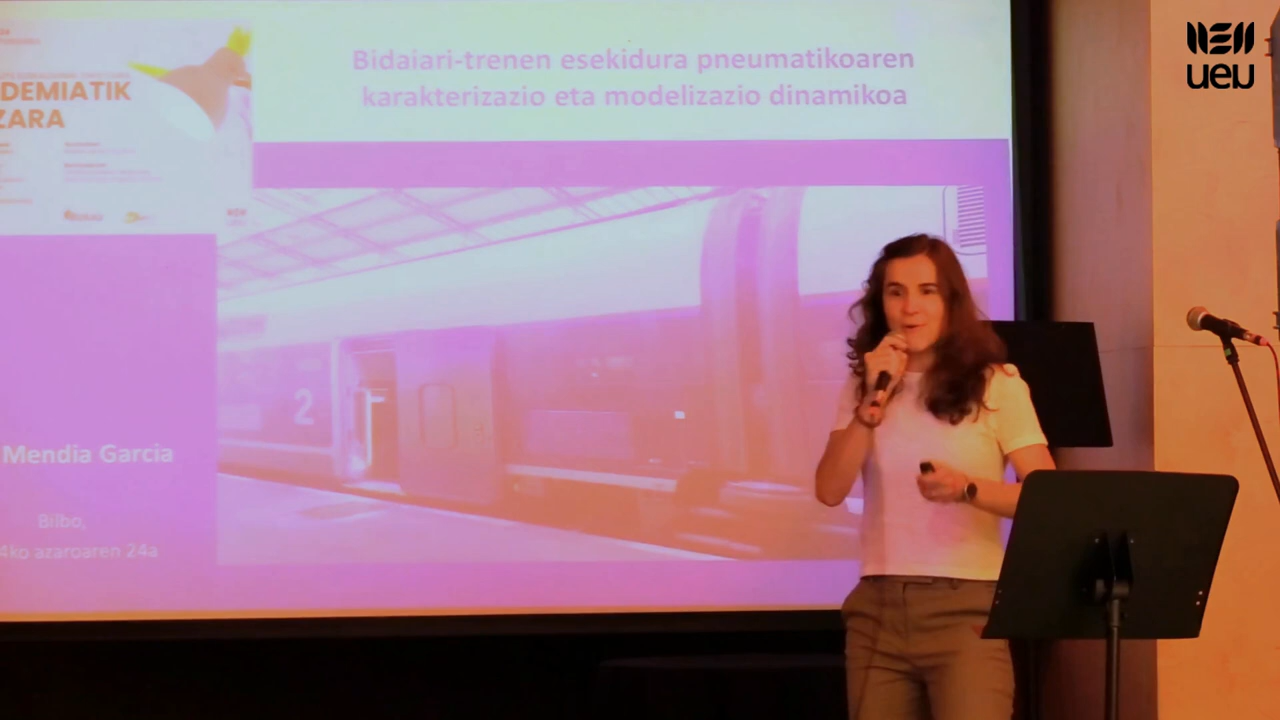 DEMIATIK
ZARA
Bidaiari-trenen esekidura pneumatikoaren
karakterizazio eta modelizazio dinamikoa
2
Mendia Garcia
Bilbo,
4ko azaroaren 24a
ueu